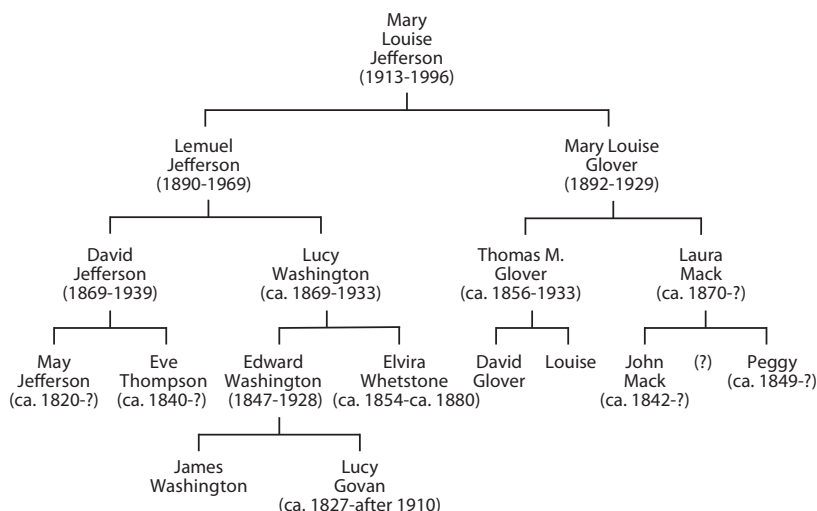 Mary
Louise
Jefferson
(1913-1996)
Lemuel
Jefferson
(1890-1969)
Mary Louise
Glover
(1892-1929)
David
Jefferson
(1869-1939)
Lucy
Washington
(ca. 1869-1933)
Thomas M.
Glover
(ca. 1856-1933)
Laura
Mack
(ca. 1870-?)
May
Jefferson
(ca. 1820-?)
Eve
Thompson
(ca. 1840-?)
Edward
Washington
(1847-1928)
Elvira
Whetstone
(ca. 1854-ca. 1880)
David
Glover
Louise
John
Mack
(ca. 1842-?)
(?)
Peggy
(ca. 1849-?)
James
Washington
Lucy
Govan
(ca. 1827-after 1910)